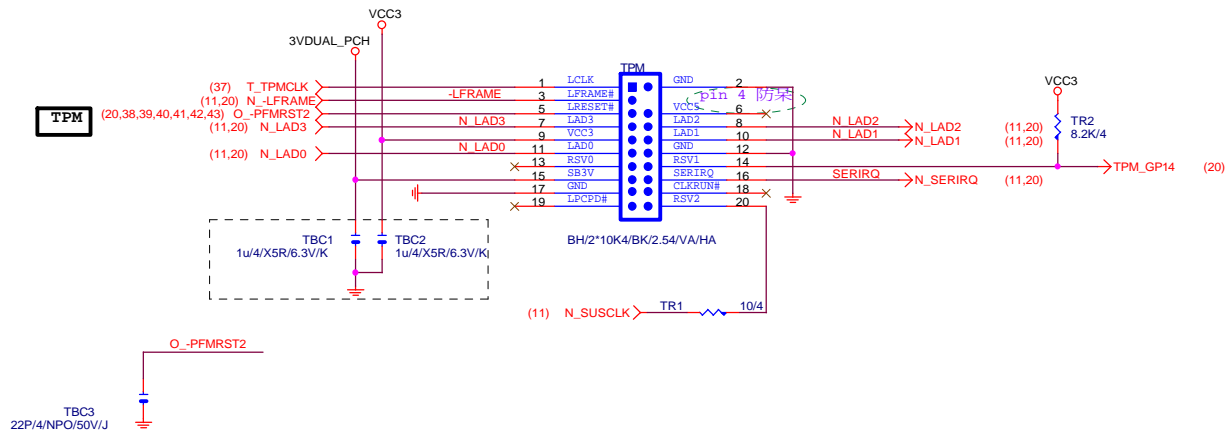 VCC3
3VDUAL_PCH
TPM
TPM
(37) T_TPMCLK
(11,20) N_-LFRAME
(20,38,39,40,41,42,43) O_-PFMRST2
(11,20) N_LAD3
(11,20) N_LAD0
-LFRAME
N_LAD3
N_LAD0
1 LCLK GND 2
3 LFRAME# pin 4 防呆
5 LRESET# VCC5 6
7 LAD3 LAD2 8
9 VCC3 LAD1 10
11 LAD0 GND 12
13 RSV0 RSV1 14
15 SB3V SERIRQ 16
17 GND CLKRUN# 18
19 LPCPD# RSV2 20
BH/2*10K4/BK/2.54/VA/HA
N_LAD2 N_LAD2 (11,20)
N_LAD1 N_LAD1 (11,20)
SERIRQ N_SERIRQ (11,20)
VCC3
TR2
8.2K/4
TPM_GP14 (20)
TBC1
1u/4/X5R/6.3V/K
TBC2
1u/4/X5R/6.3V/K
(11) N_SUSCLK TR1 10/4
O_-PFMRST2
TBC3
22P/4/NPO/50V/J